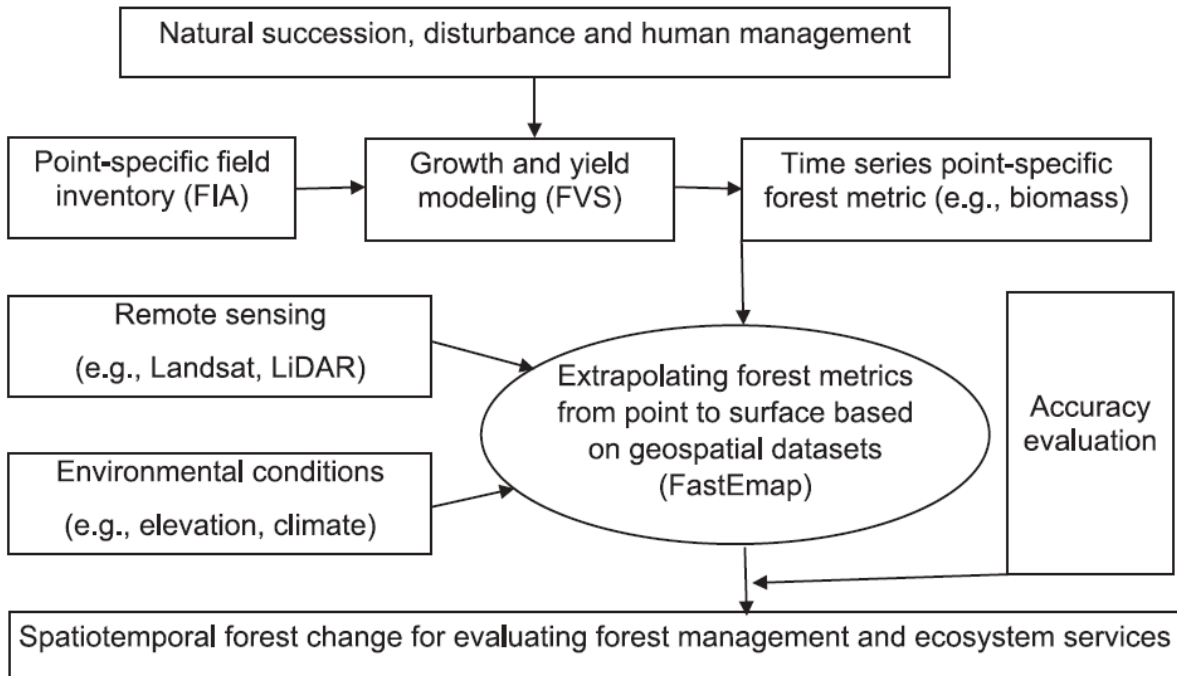 Natural succession, disturbance and human management
Point-specific field
inventory (FIA)
Growth and yield
modeling (FVS)
Time series point-specific
forest metric (e.g., biomass)
Remote sensing
(e.g., Landsat, LiDAR)
Environmental conditions
(e.g., elevation, climate)
Extrapolating forest metrics
from point to surface based
on geospatial datasets
(FastEmap)
Accuracy
evaluation
Spatiotemporal forest change for evaluating forest management and ecosystem services